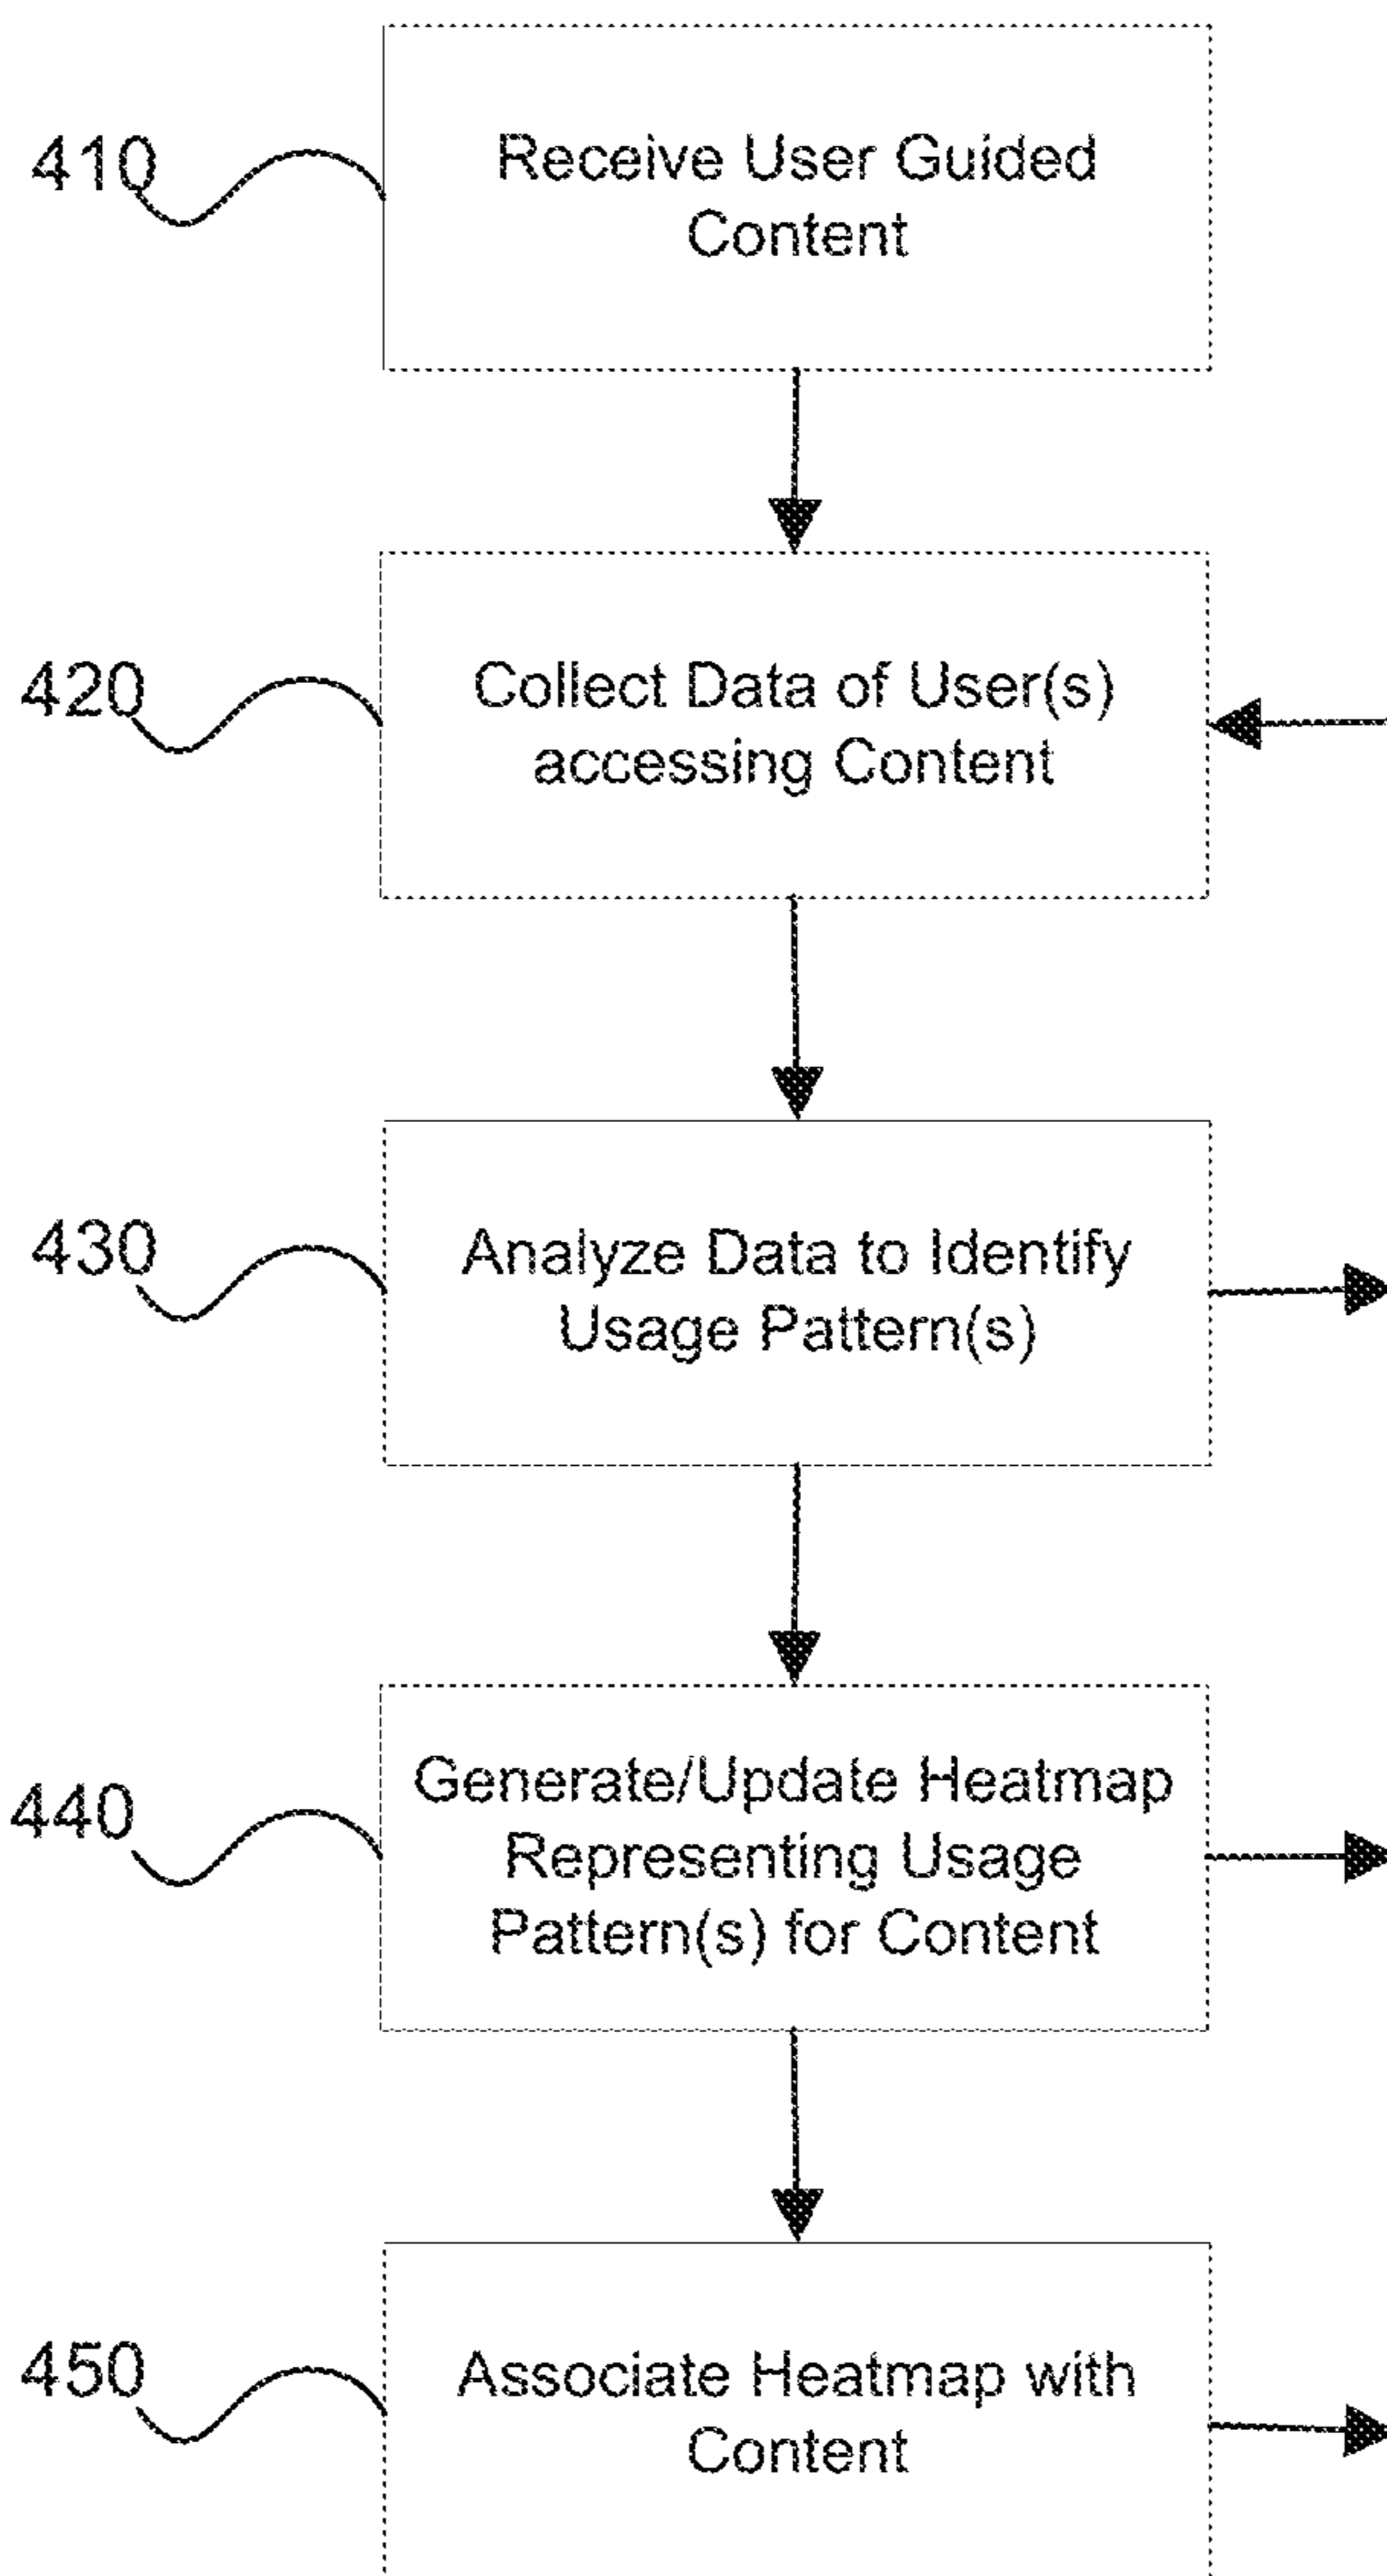 410
Receive User Guided
Content
420
Collect Data of User(s)
accessing Content
430
Analyze Data to Identify
Usage Pattern(s)
440
Generate/Update Heatmap
Representing Usage
Pattern(s) for Content
450
Associate Heatmap with
Content